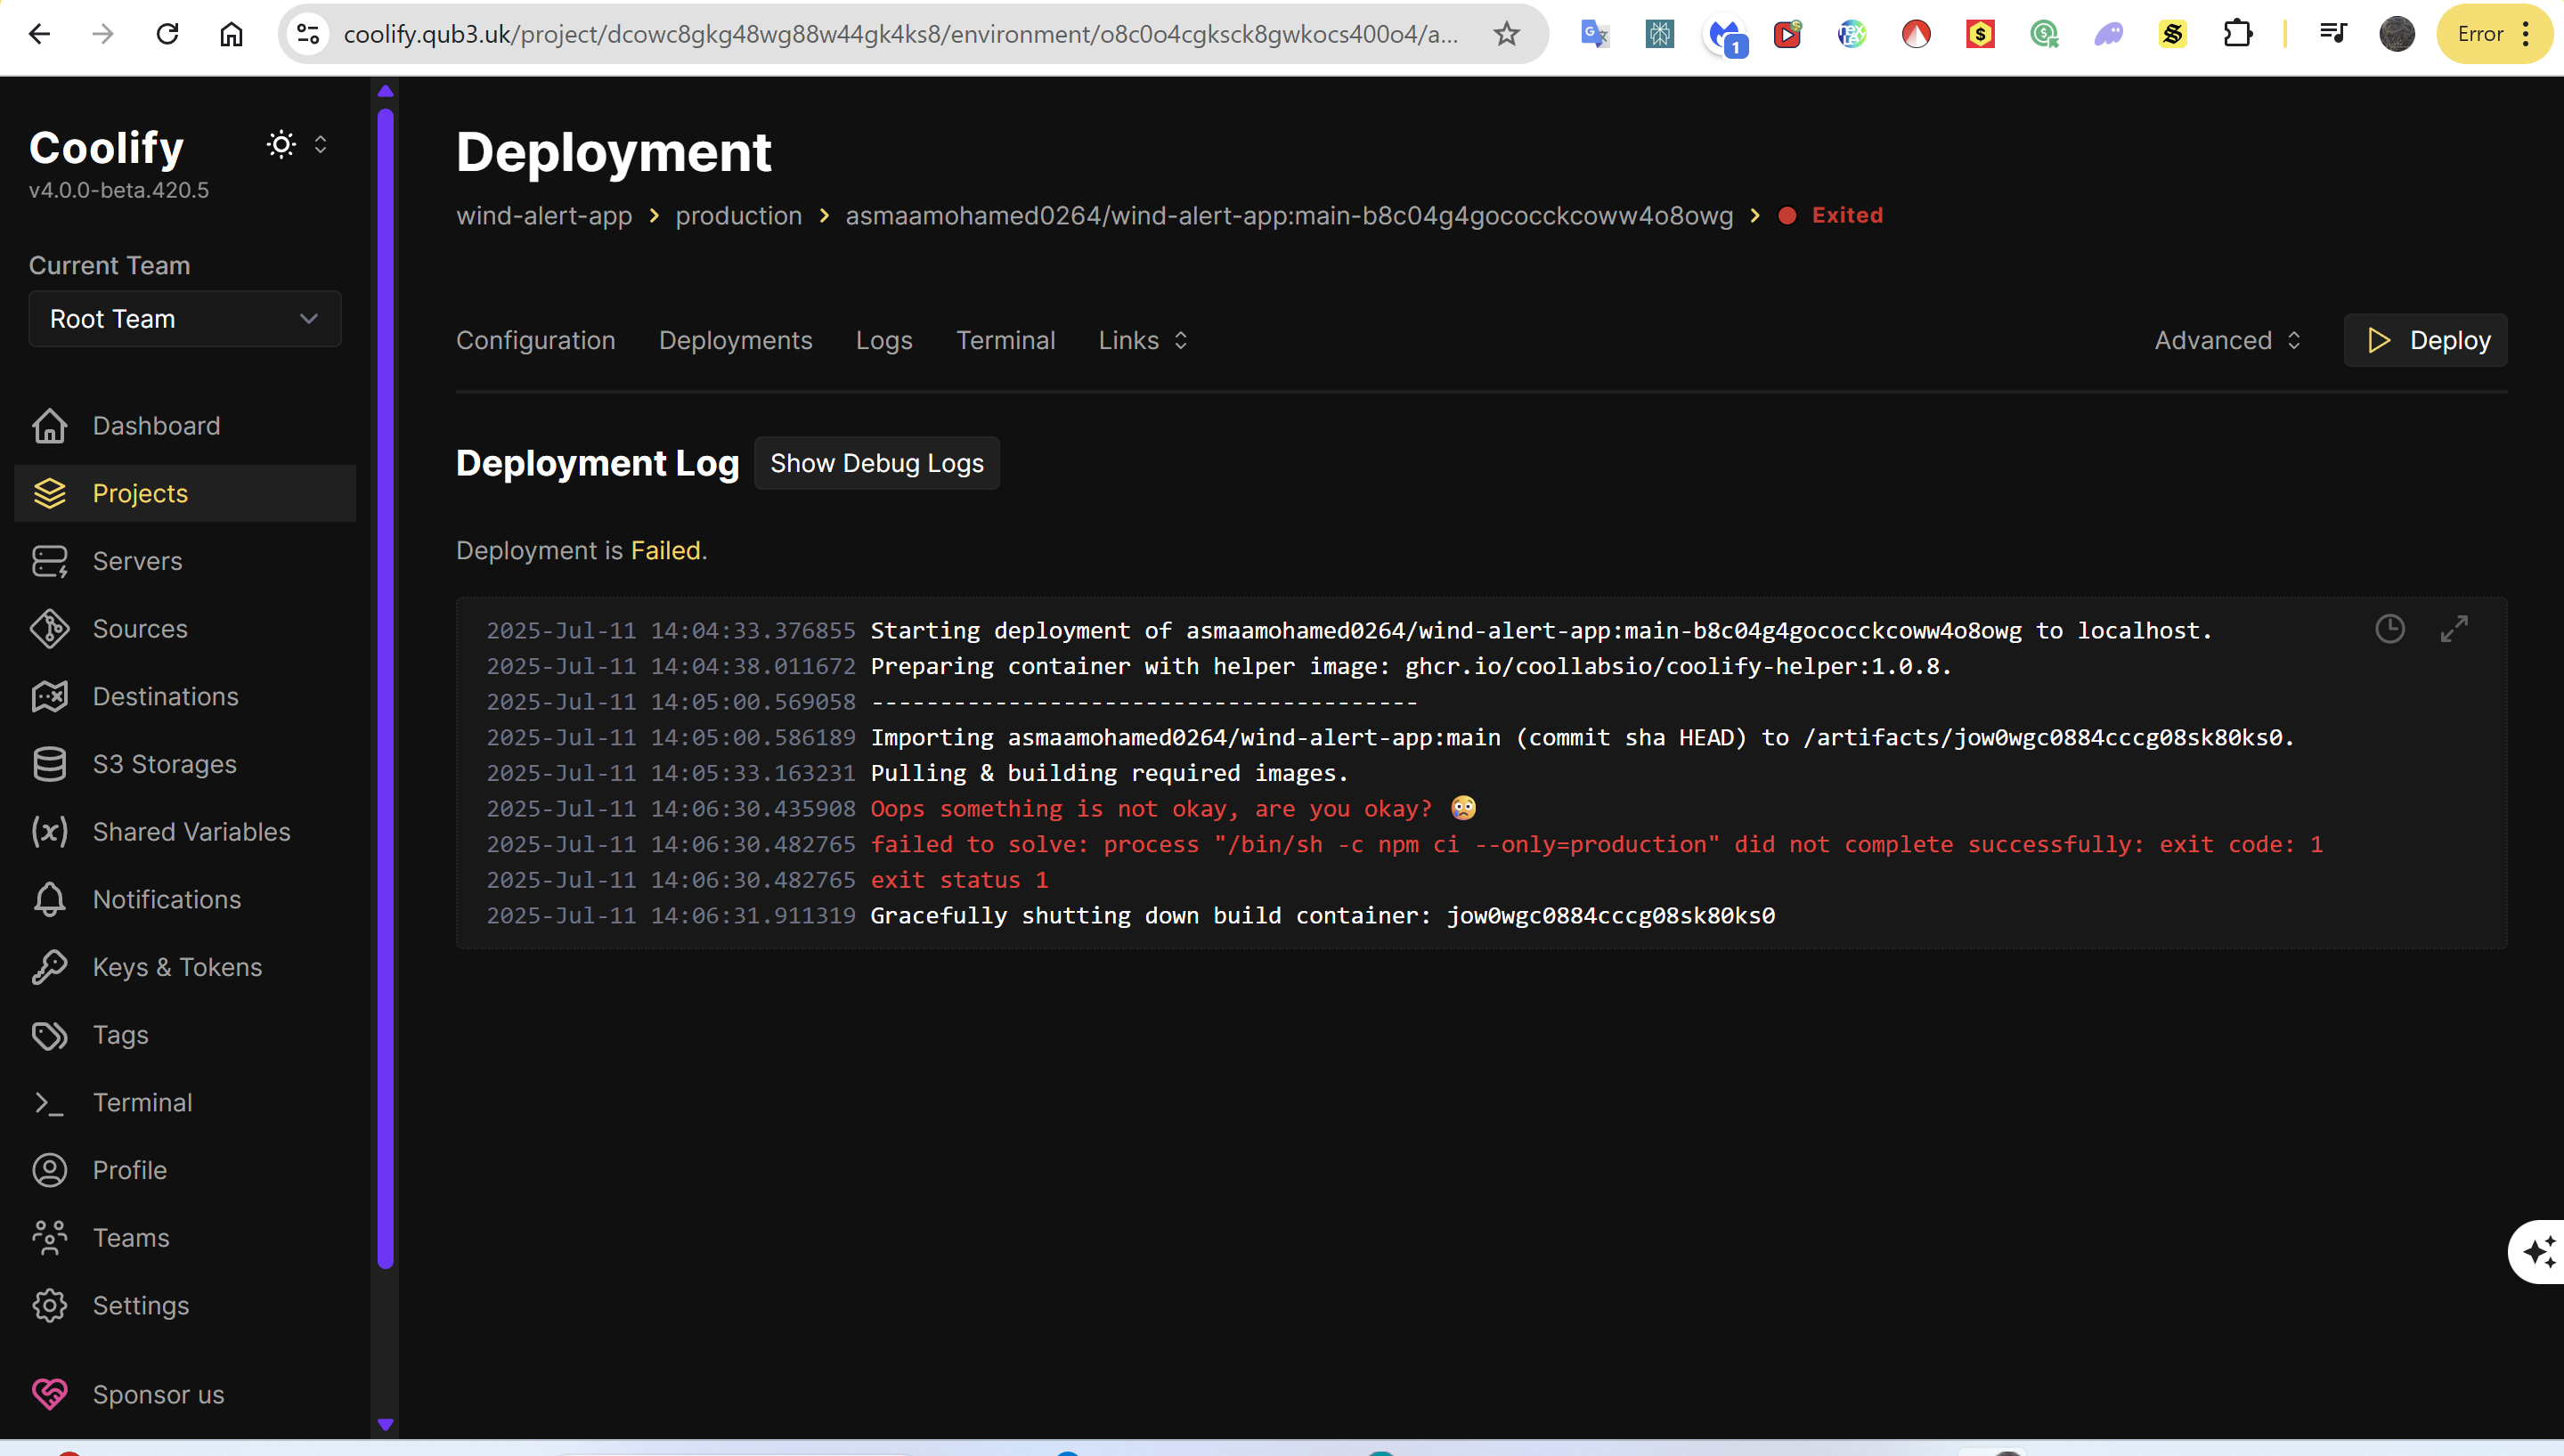 coolify.qub3.uk/project/dcowc8gkg48wg88w44gk4ks8/environment/o8c0o4cgksck8gwkocs400o4/a...
1
Error
Coolify
v4.0.0-beta.420.5
Current Team
Root Team
Dashboard
Projects
Servers
Sources
Destinations
S3 Storages
Shared Variables
Notifications
Keys & Tokens
Tags
Terminal
Profile
Teams
Settings
Sponsor us
Deployment
wind-alert-app > production > asmaamohamed0264/wind-alert-app:main-b8c04g4gococckcoww4o8owg > Exited
Configuration Deployments Logs Terminal Links Advanced Deploy
Deployment Log Show Debug Logs
Deployment is Failed.
2025-Jul-11 14:04:33.376855 Starting deployment of asmaamohamed0264/wind-alert-app:main-b8c04g4gococckcoww4o8owg to localhost.
2025-Jul-11 14:04:38.011672 Preparing container with helper image: ghcr.io/coollabsio/coolify-helper:1.0.8.
2025-Jul-11 14:05:00.569058 ----------------------------------------
2025-Jul-11 14:05:00.586189 Importing asmaamohamed0264/wind-alert-app:main (commit sha HEAD) to /artifacts/jow0wgc0884cccg08sk80ks0.
2025-Jul-11 14:05:33.163231 Pulling & building required images.
2025-Jul-11 14:06:30.435908 Oops something is not okay, are you okay? 😢
2025-Jul-11 14:06:30.482765 failed to solve: process "/bin/sh -c npm ci --only=production" did not complete successfully: exit code: 1
2025-Jul-11 14:06:30.482765 exit status 1
2025-Jul-11 14:06:31.911319 Gracefully shutting down build container: jow0wgc0884cccg08sk80ks0